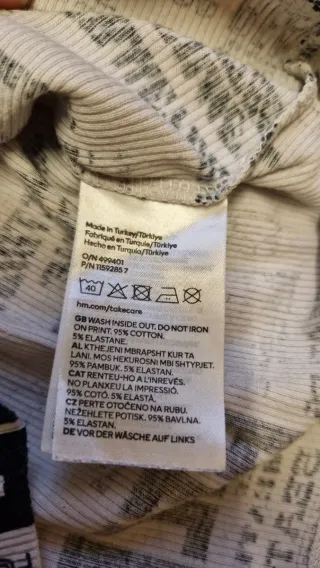 Made in Turkey/Türkiye
Fabriqué en Turquie/Türkiye
Hecho en Turquía/Türkiye
O/N 499401
P/N 1159285 7
40
hm.com/takecare
GB WASH INSIDE OUT. DO NOT IRON
ON PRINT. 95% COTTON.
5% ELASTANE.
AL KTHEJENI MBRAPSHT KUR TA
LANI. MOS HEKUROSNI MBI SHTYPJET.
95% PAMBUK. 5% ELASTAN.
CAT RENTEU-HO A L'INREVÉS.
NO PLANXEU LA IMPRESSIÓ.
95% COTÓ. 5% ELASTÀ.
CZ PERTE OTOČENO NA RUBU.
NEŽEHLETE POTISK. 95% BAVLNA.
5% ELASTAN.
DE VOR DER WÄSCHE AUF LINKS